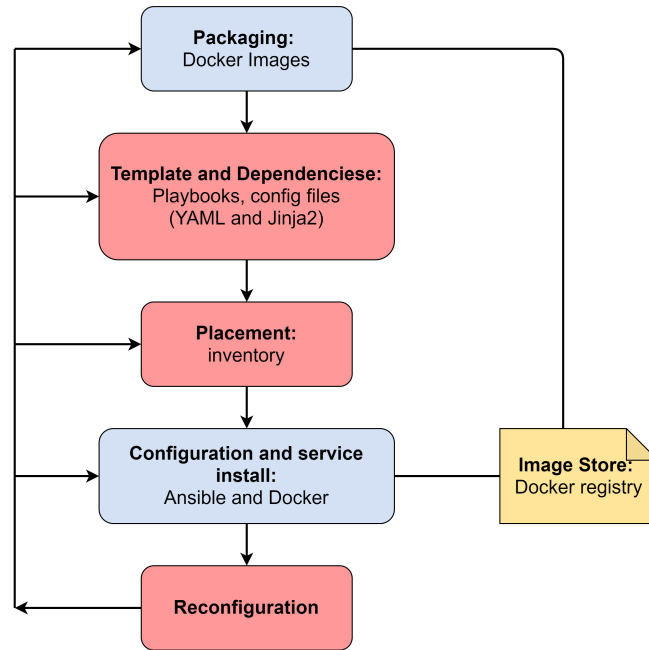 Packaging:
Docker Images
Template and Dependenciese:
Playbooks, config files
(YAML and Jinja2)
Placement:
inventory
Configuration and service
install:
Ansible and Docker
Image Store:
Docker registry
Reconfiguration